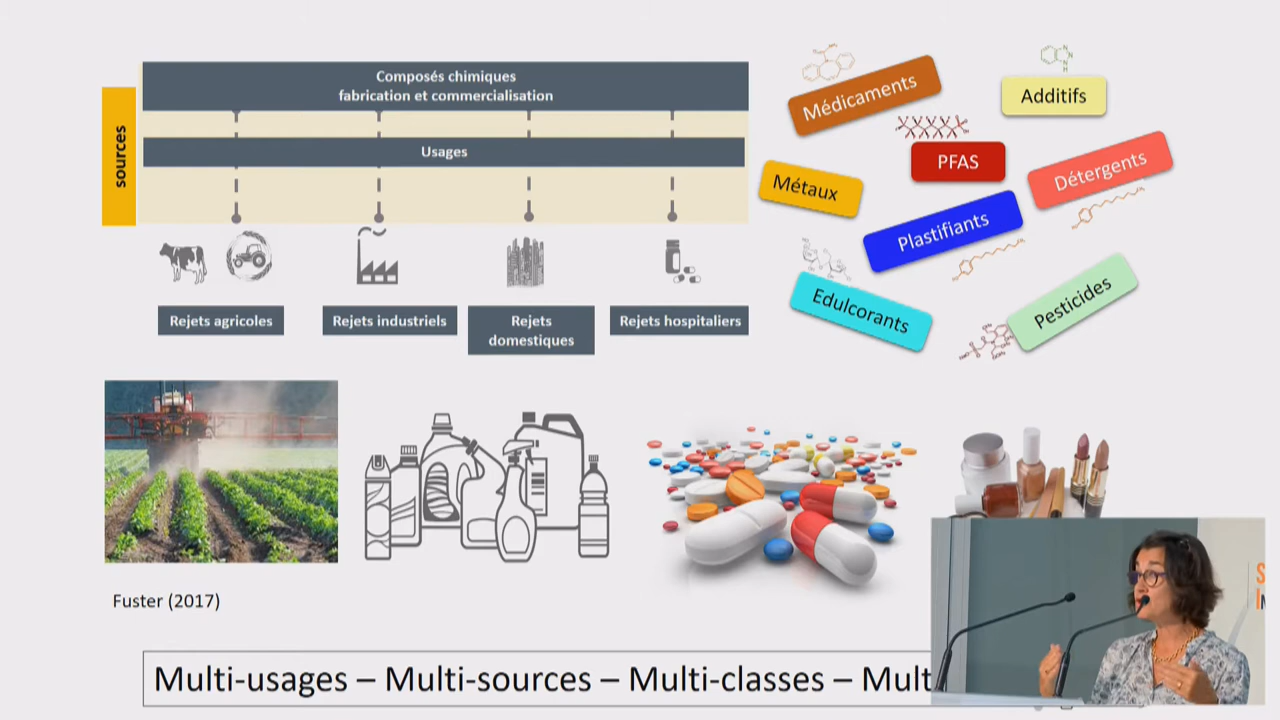 sources
Composés chimiques
fabrication et commercialisation
Usages
Rejets agricoles
Rejets industriels
Rejets
domestiques
Rejets hospitaliers
Médicaments
Additifs
PFAS
Détergents
Métaux
Plastifiants
Edulcorants
Pesticides
Fuster (2017)
Multi-usages – Multi-sources – Multi-classes – Mult